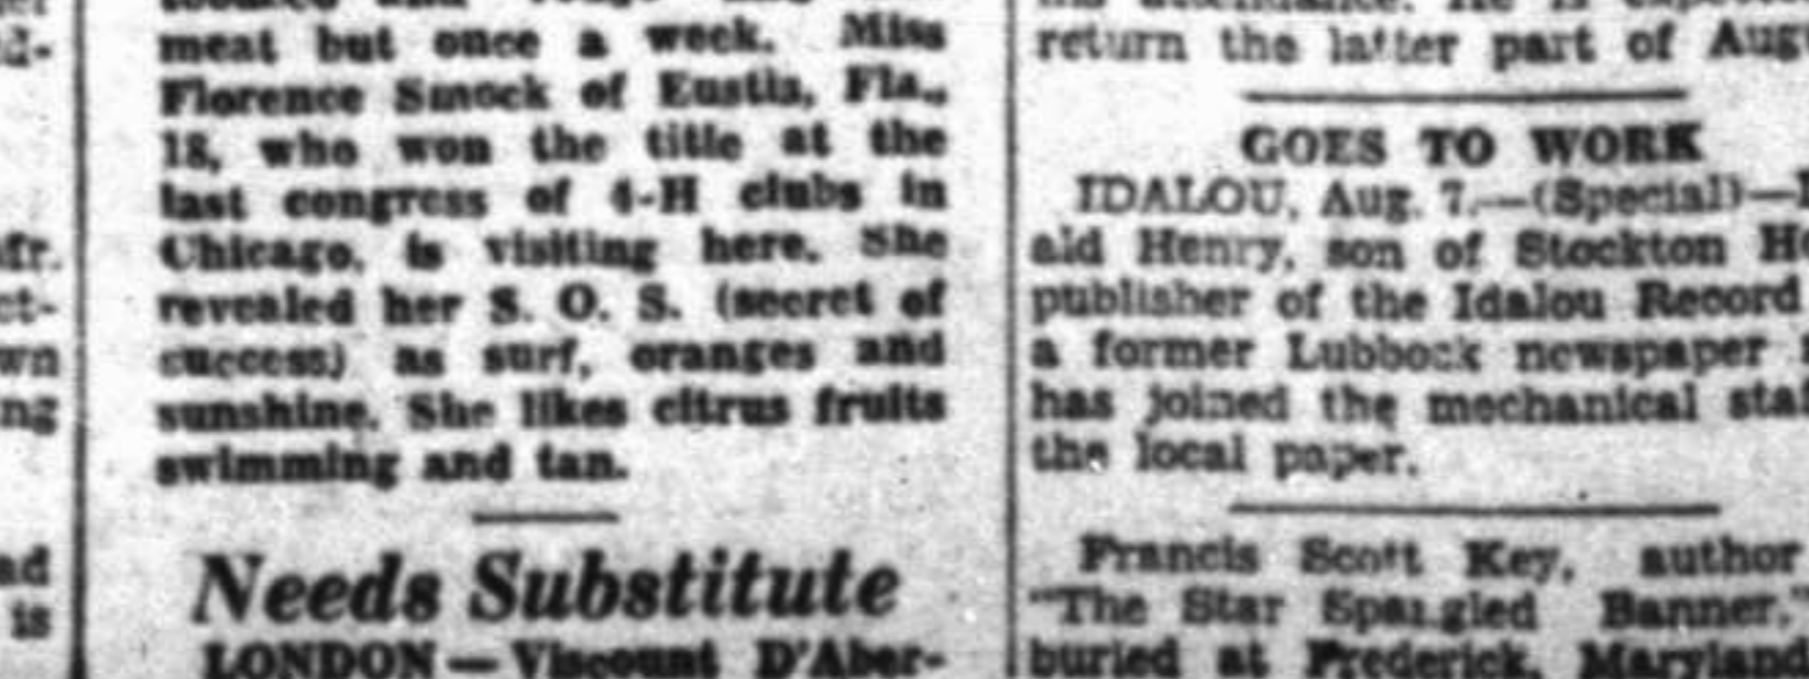 meat but once a week. Miss
Florence Smock of Eustis, Fla.,
18, who won the title at the
last congress of 4-H clubs in
Chicago, is visiting here. She
revealed her S. O. S. (secret of
success) as surf, oranges and
sunshine. She likes citrus fruits
swimming and tan.
Needs Substitute
LONDON — Viscount D'Aber-
return the latter part of
GOES TO WORK
IDALOU, Aug. 7.—(Special)—
ald Henry, son of Stockton
publisher of the Idalou Record
a former Lubbock newspaper
has joined the mechanical
the local paper.
Francis Scott Key, author
"The Star Spangled Banner,"
buried at Frederick, Maryland